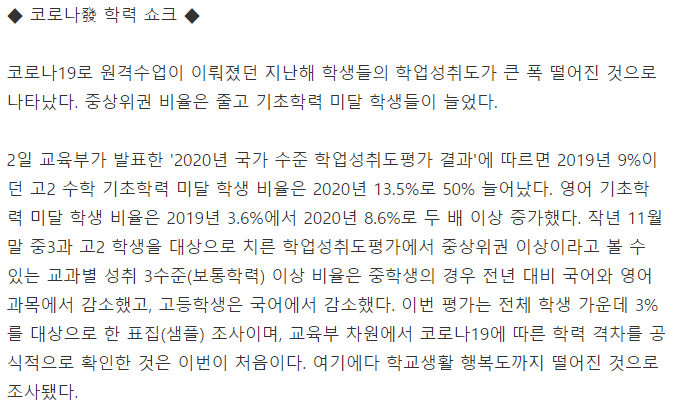 ◆ 코로나發 학력 쇼크 ◆
코로나19로 원격수업이 이뤄졌던 지난해 학생들의 학업성취도가 큰 폭 떨어진 것으로
나타났다. 중상위권 비율은 줄고 기초학력 미달 학생들이 늘었다.
2일 교육부가 발표한 '2020년 국가 수준 학업성취도평가 결과'에 따르면 2019년 9%이
던 고2 수학 기초학력 미달 학생 비율은 2020년 13.5%로 50% 늘어났다. 영어 기초학
력 미달 학생 비율은 2019년 3.6%에서 2020년 8.6%로 두 배 이상 증가했다. 작년 11월
말 중3과 고2 학생을 대상으로 치른 학업성취도평가에서 중상위권 이상이라고 볼 수
있는 교과별 성취 3수준(보통학력) 이상 비율은 중학생의 경우 전년 대비 국어와 영어
과목에서 감소했고, 고등학생은 국어에서 감소했다. 이번 평가는 전체 학생 가운데 3%
를 대상으로 한 표집(샘플) 조사이며, 교육부 차원에서 코로나19에 따른 학력 격차를 공
식적으로 확인한 것은 이번이 처음이다. 여기에다 학교생활 행복도까지 떨어진 것으로
조사됐다.